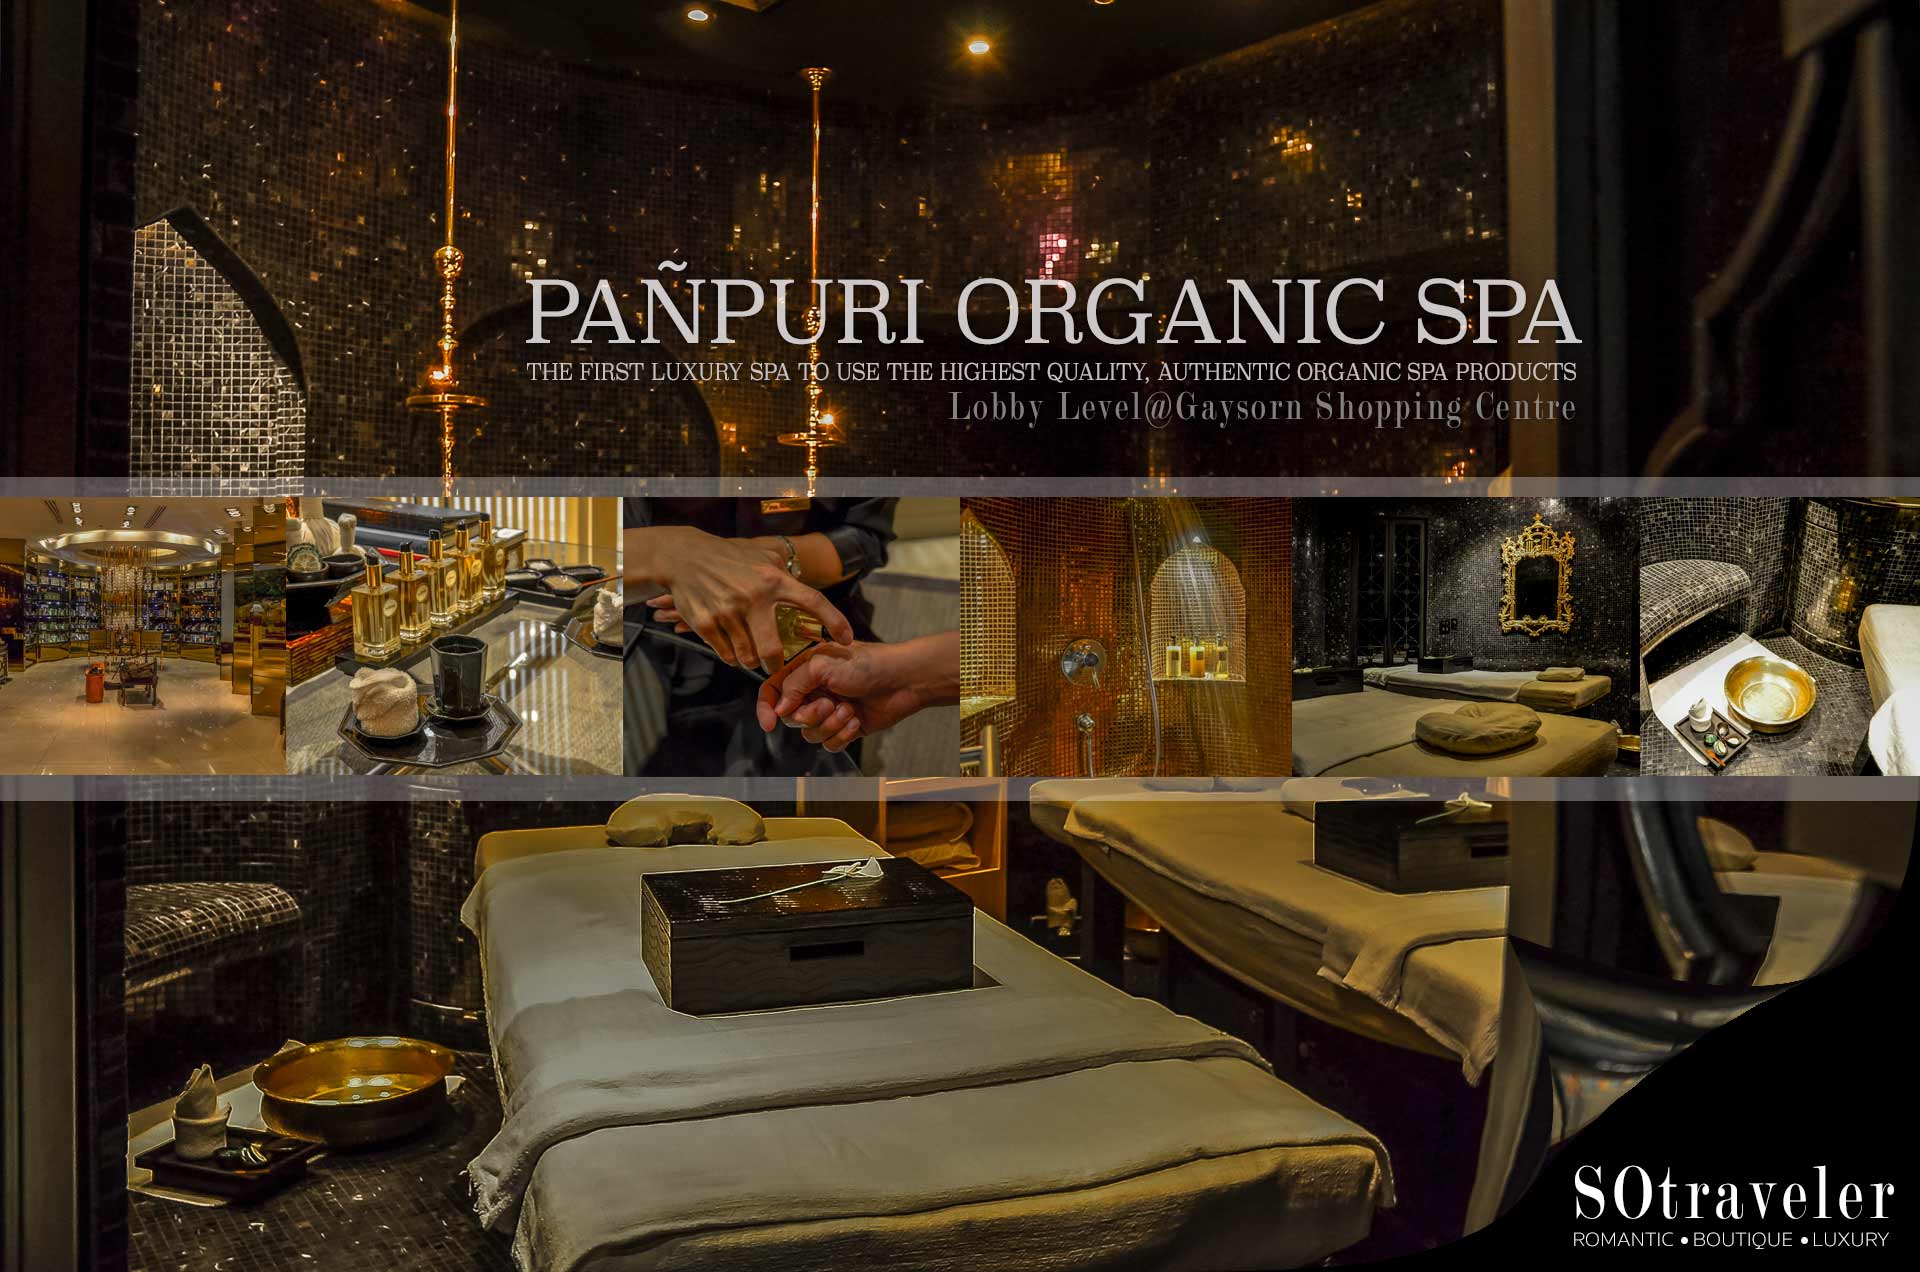 PAÑPURI ORGANIC SPA
THE FIRST LUXURY SPA TO USE THE HIGHEST QUALITY, AUTHENTIC ORGANIC SPA PRODUCTS
Lobby Level@Gaysorn Shopping Centre
SOtraveler
ROMANTIC • BOUTIQUE • LUXURY